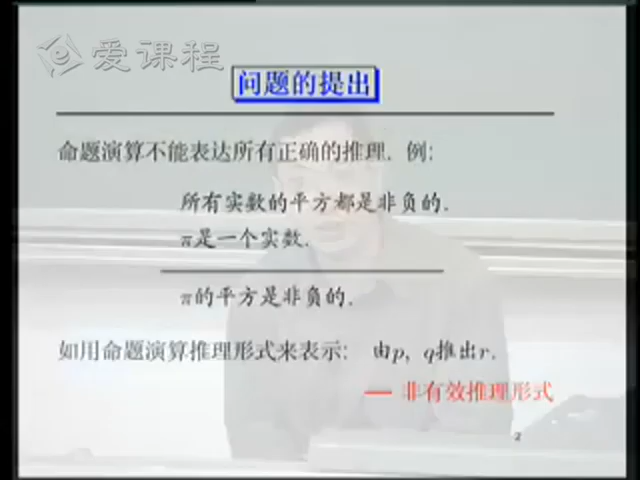 爱课程
问题的提出
命题演算不能表达所有正确的推理. 例:
所有实数的平方都是非负的.
π是一个实数.
π的平方是非负的.
如用命题演算推理形式来表示: 由p, q推出r.
— 非有效推理形式
2